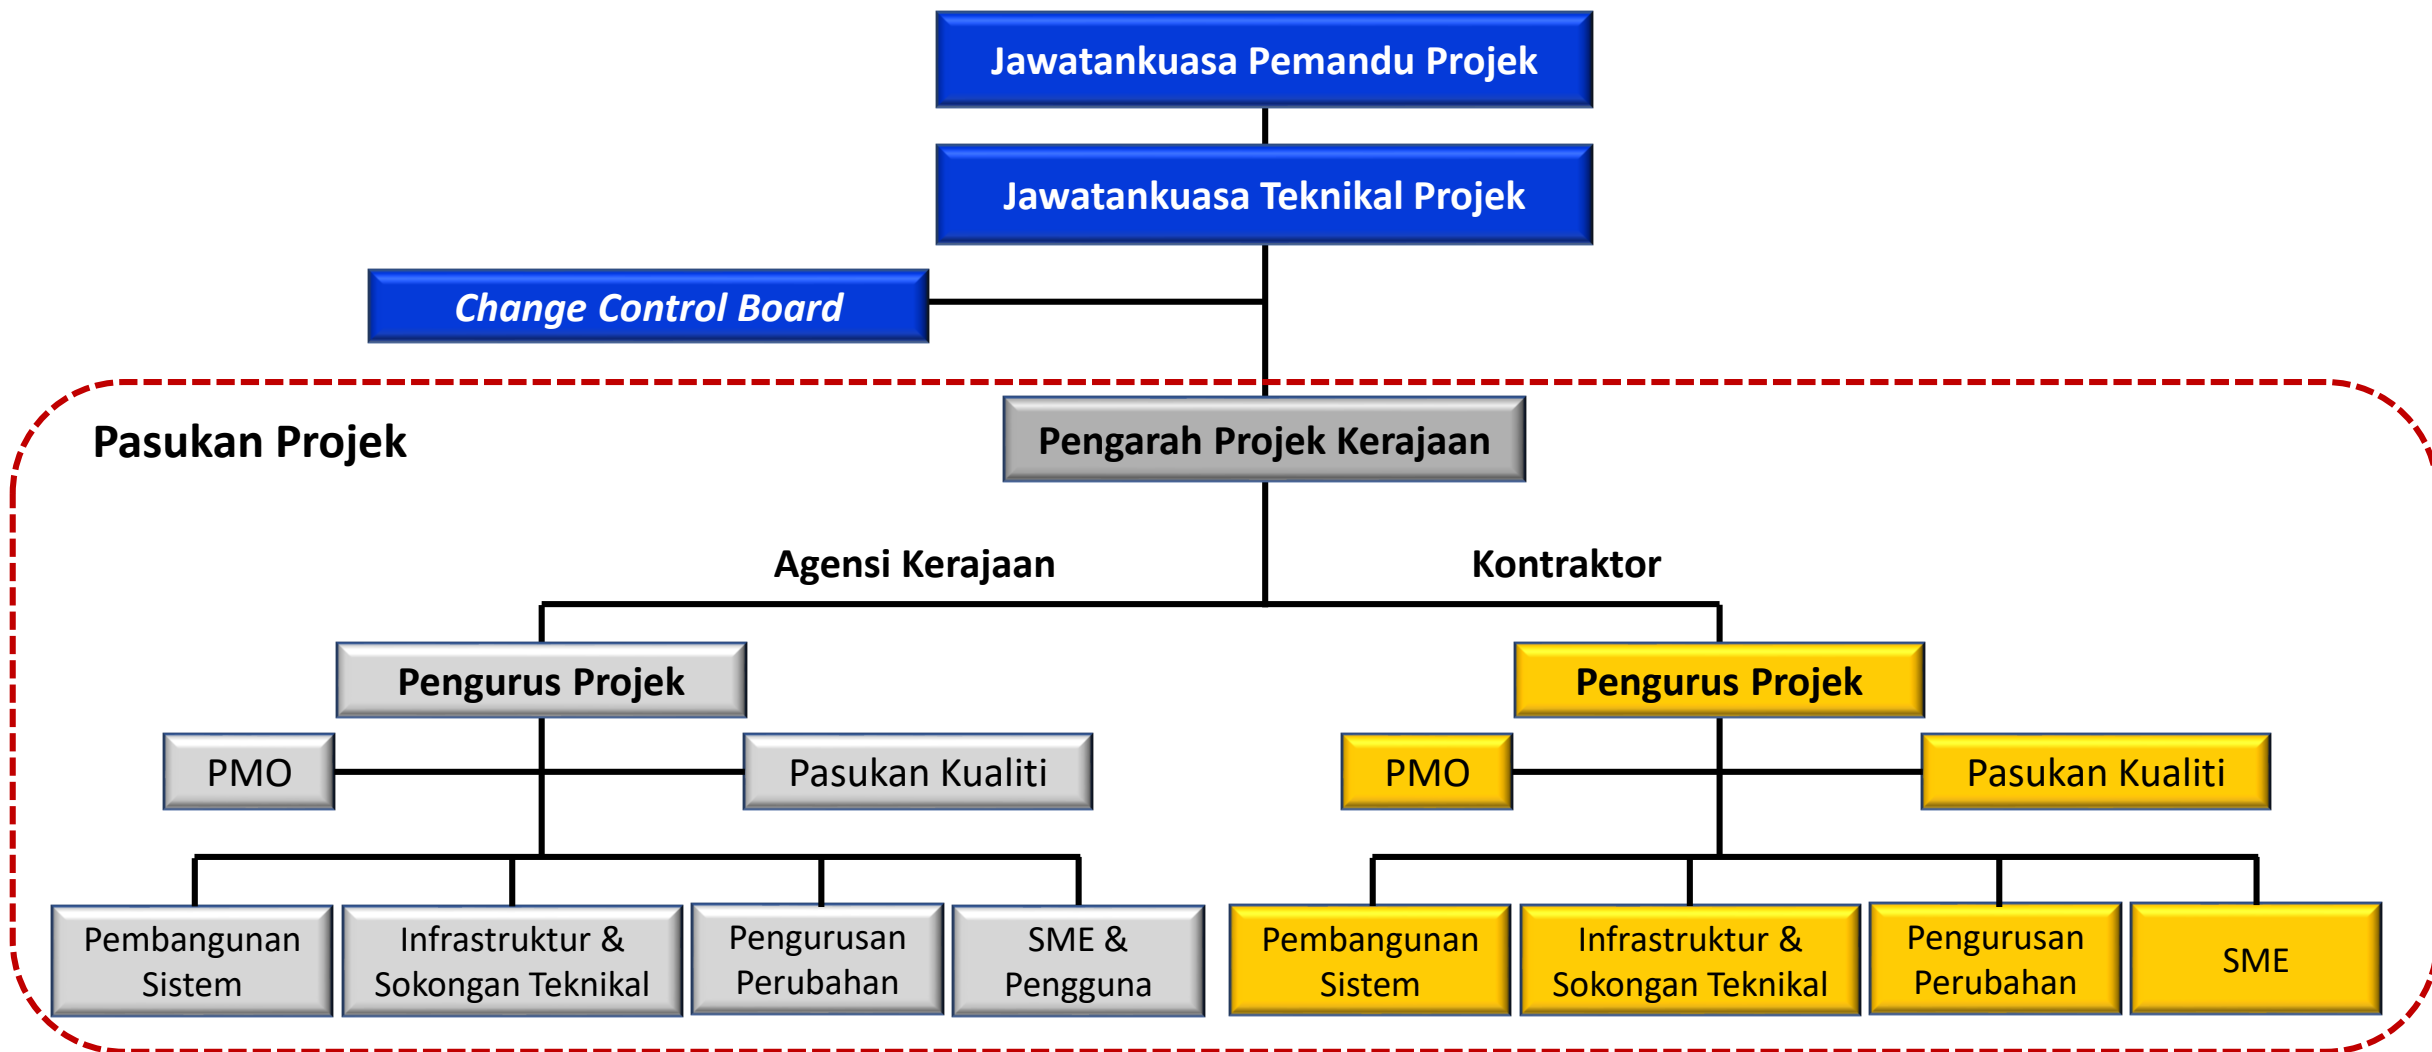 Jawatankuasa Pemandu Projek
Jawatankuasa Teknikal Projek
Change Control Board
Pasukan Projek
Pengarah Projek Kerajaan
Agensi Kerajaan
Kontraktor
Pengurus Projek
Pengurus Projek
PMO
Pasukan Kualiti
PMO
Pasukan Kualiti
Pembangunan
Sistem
Infrastruktur &
Sokongan Teknikal
Pengurusan
Perubahan
SME &
Pengguna
Pembangunan
Sistem
Infrastruktur &
Sokongan Teknikal
Pengurusan
Perubahan
SME